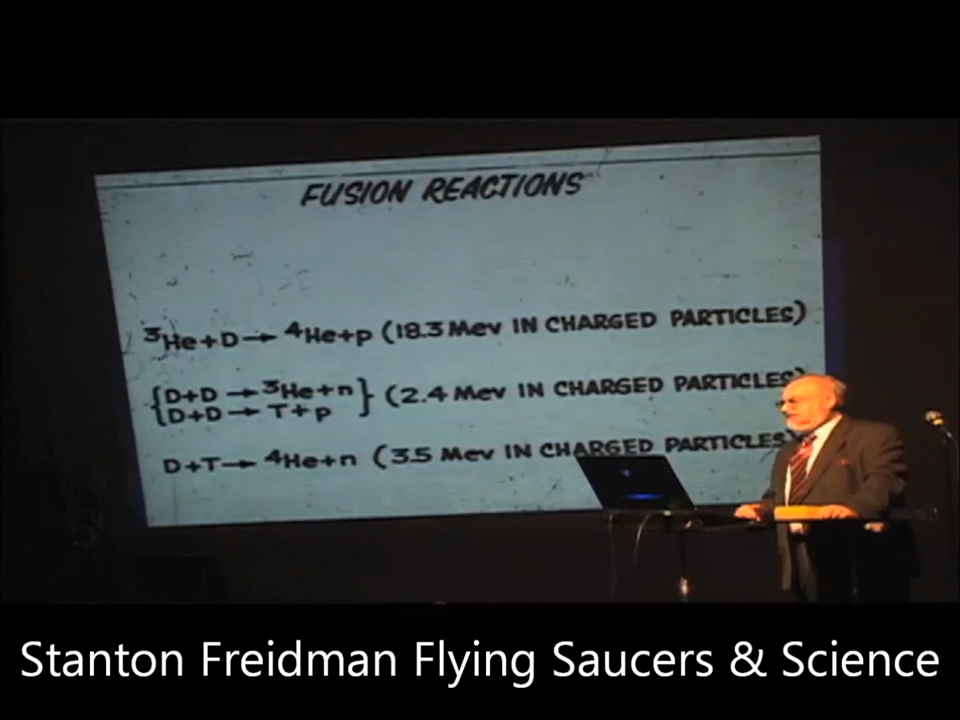 FUSION REACTIONS
³He+D→ ⁴He+p (18.3 Mev IN CHARGED PARTICLES)
{D+D → ³He+n} (2.4 Mev IN CHARGED PARTICLES)
{D+D → T+p }
D+T→ ⁴He+n (3.5 Mev IN CHARGED PARTICLES)
Stanton Freidman Flying Saucers & Science